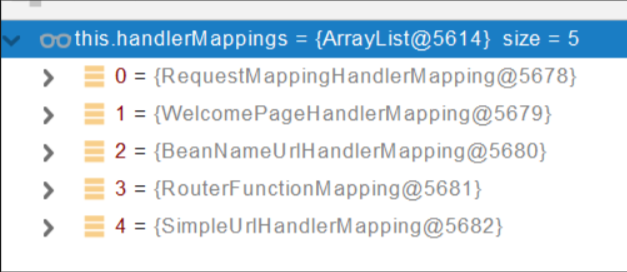 this.handlerMappings = {ArrayList@5614} size = 5
0 = {RequestMappingHandlerMapping@5678}
1 = {WelcomePageHandlerMapping@5679}
2 = {BeanNameUrlHandlerMapping@5680}
3 = {RouterFunctionMapping@5681}
4 = {SimpleUrlHandlerMapping@5682}